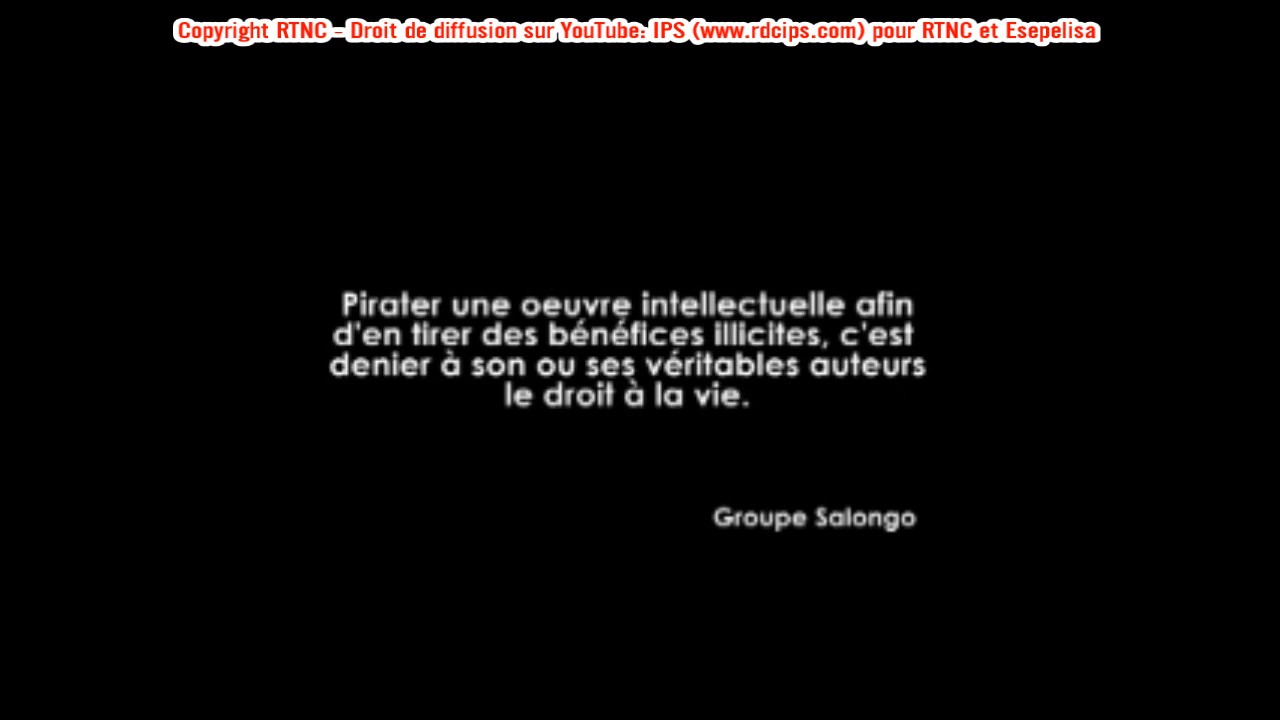 Copyright RTNC - Droit de diffusion sur YouTube: IPS (www.rdcips.com) pour RTNC et Esepelisa
Pirater une oeuvre intellectuelle afin
d'en tirer des bénéfices illicites, c'est
denier à son ou ses véritables auteurs
le droit à la vie.
Groupe Salongo